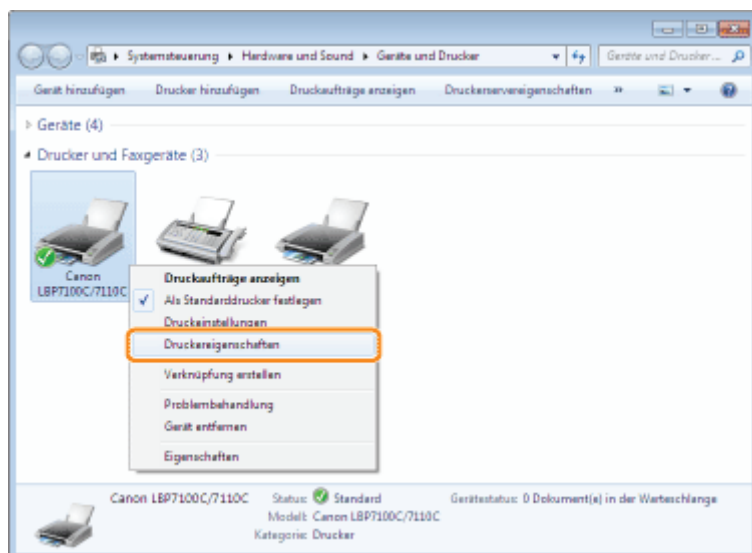 Systemsteuerung ▸ Hardware und Sound ▸ Geräte und Drucker
Geräte und Drucker...
Gerät hinzufügen Drucker hinzufügen Druckaufträge anzeigen Druckerservereigenschaften »
Geräte (4)
Drucker und Faxgeräte (3)
Canon
LBP7100C/7110C
Druckaufträge anzeigen
Als Standarddrucker festlegen
Druckeinstellungen
Druckereigenschaften
Verknüpfung erstellen
Problembehandlung
Gerät entfernen
Eigenschaften
Canon LBP7100C/7110C Status: Standard Gerätestatus: 0 Dokument(e) in der Warteschlange
Modell: Canon LBP7100C/7110C
Kategorie: Drucker